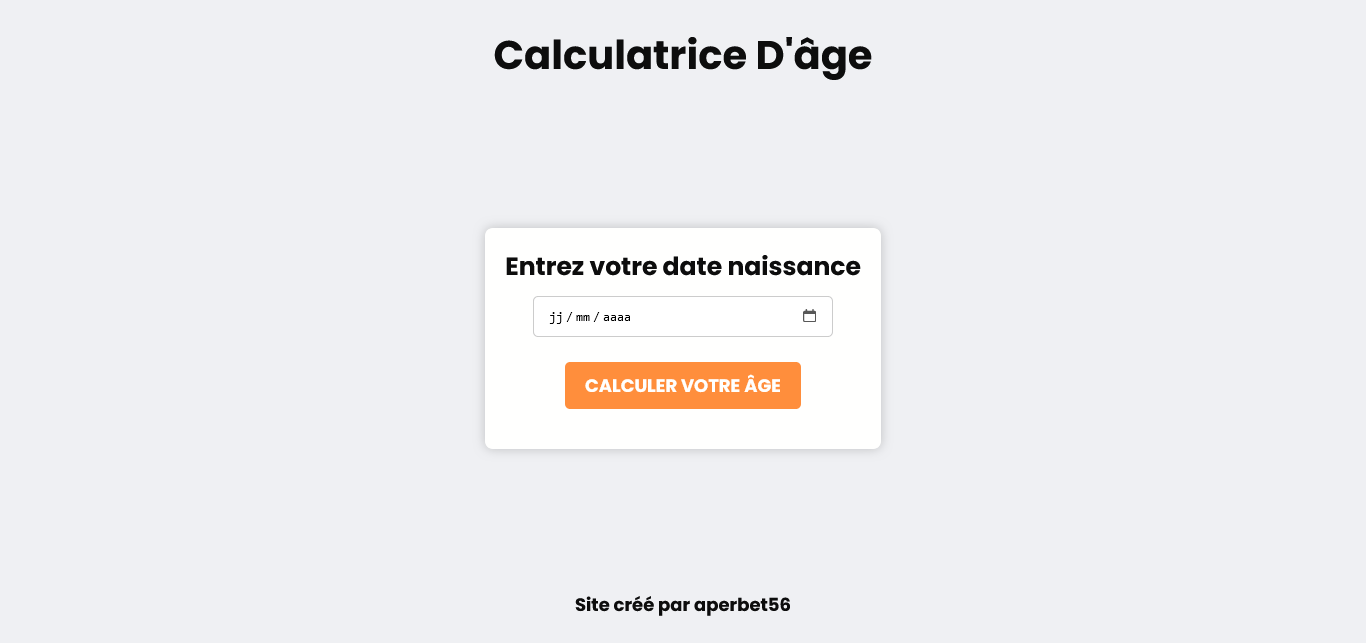 Calculatrice D'âge
Entrez votre date naissance
jj/mm/aaaa
CALCULER VOTRE ÂGE
Site créé par aperbet56